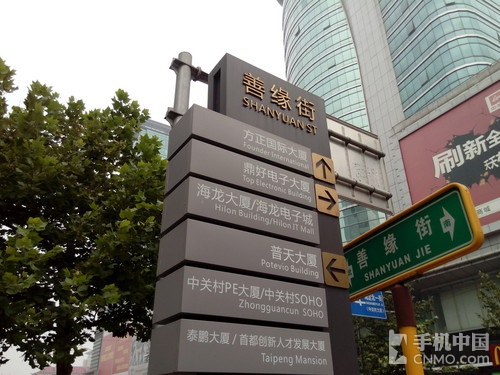 善缘街
SHANYUAN ST
方正国际大厦
Founder International
鼎好电子大厦
Top Electronic Building
海龙大厦/海龙电子城
Hilon Building/Hilon IT Mall
普天大厦
Potevio Building
中关村PE大厦/中关村SOHO
Zhongguancun SOHO
泰鹏大厦 / 首都创新人才发展大厦
Taipeng Mansion
善缘街
SHANYUAN JIE
南
刷新全
手机中国
CNMO.COM